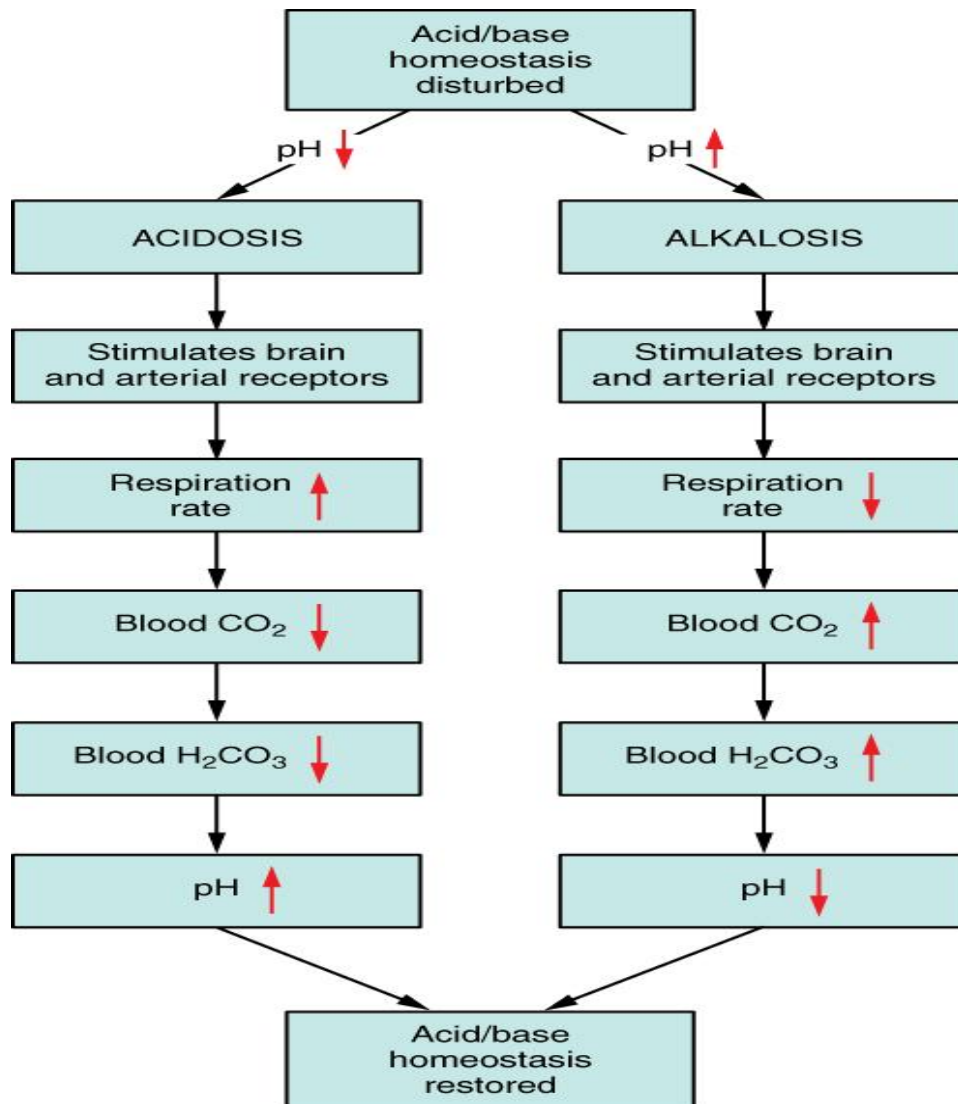 Acid/base
homeostasis
disturbed
pH ↓
pH ↑
ACIDOSIS
Stimulates brain
and arterial receptors
Respiration
rate ↑
Blood CO₂ ↓
Blood H₂CO₃ ↓
pH ↑
ALKALOSIS
Stimulates brain
and arterial receptors
Respiration
rate ↓
Blood CO₂ ↑
Blood H₂CO₃ ↑
pH ↓
Acid/base
homeostasis
restored